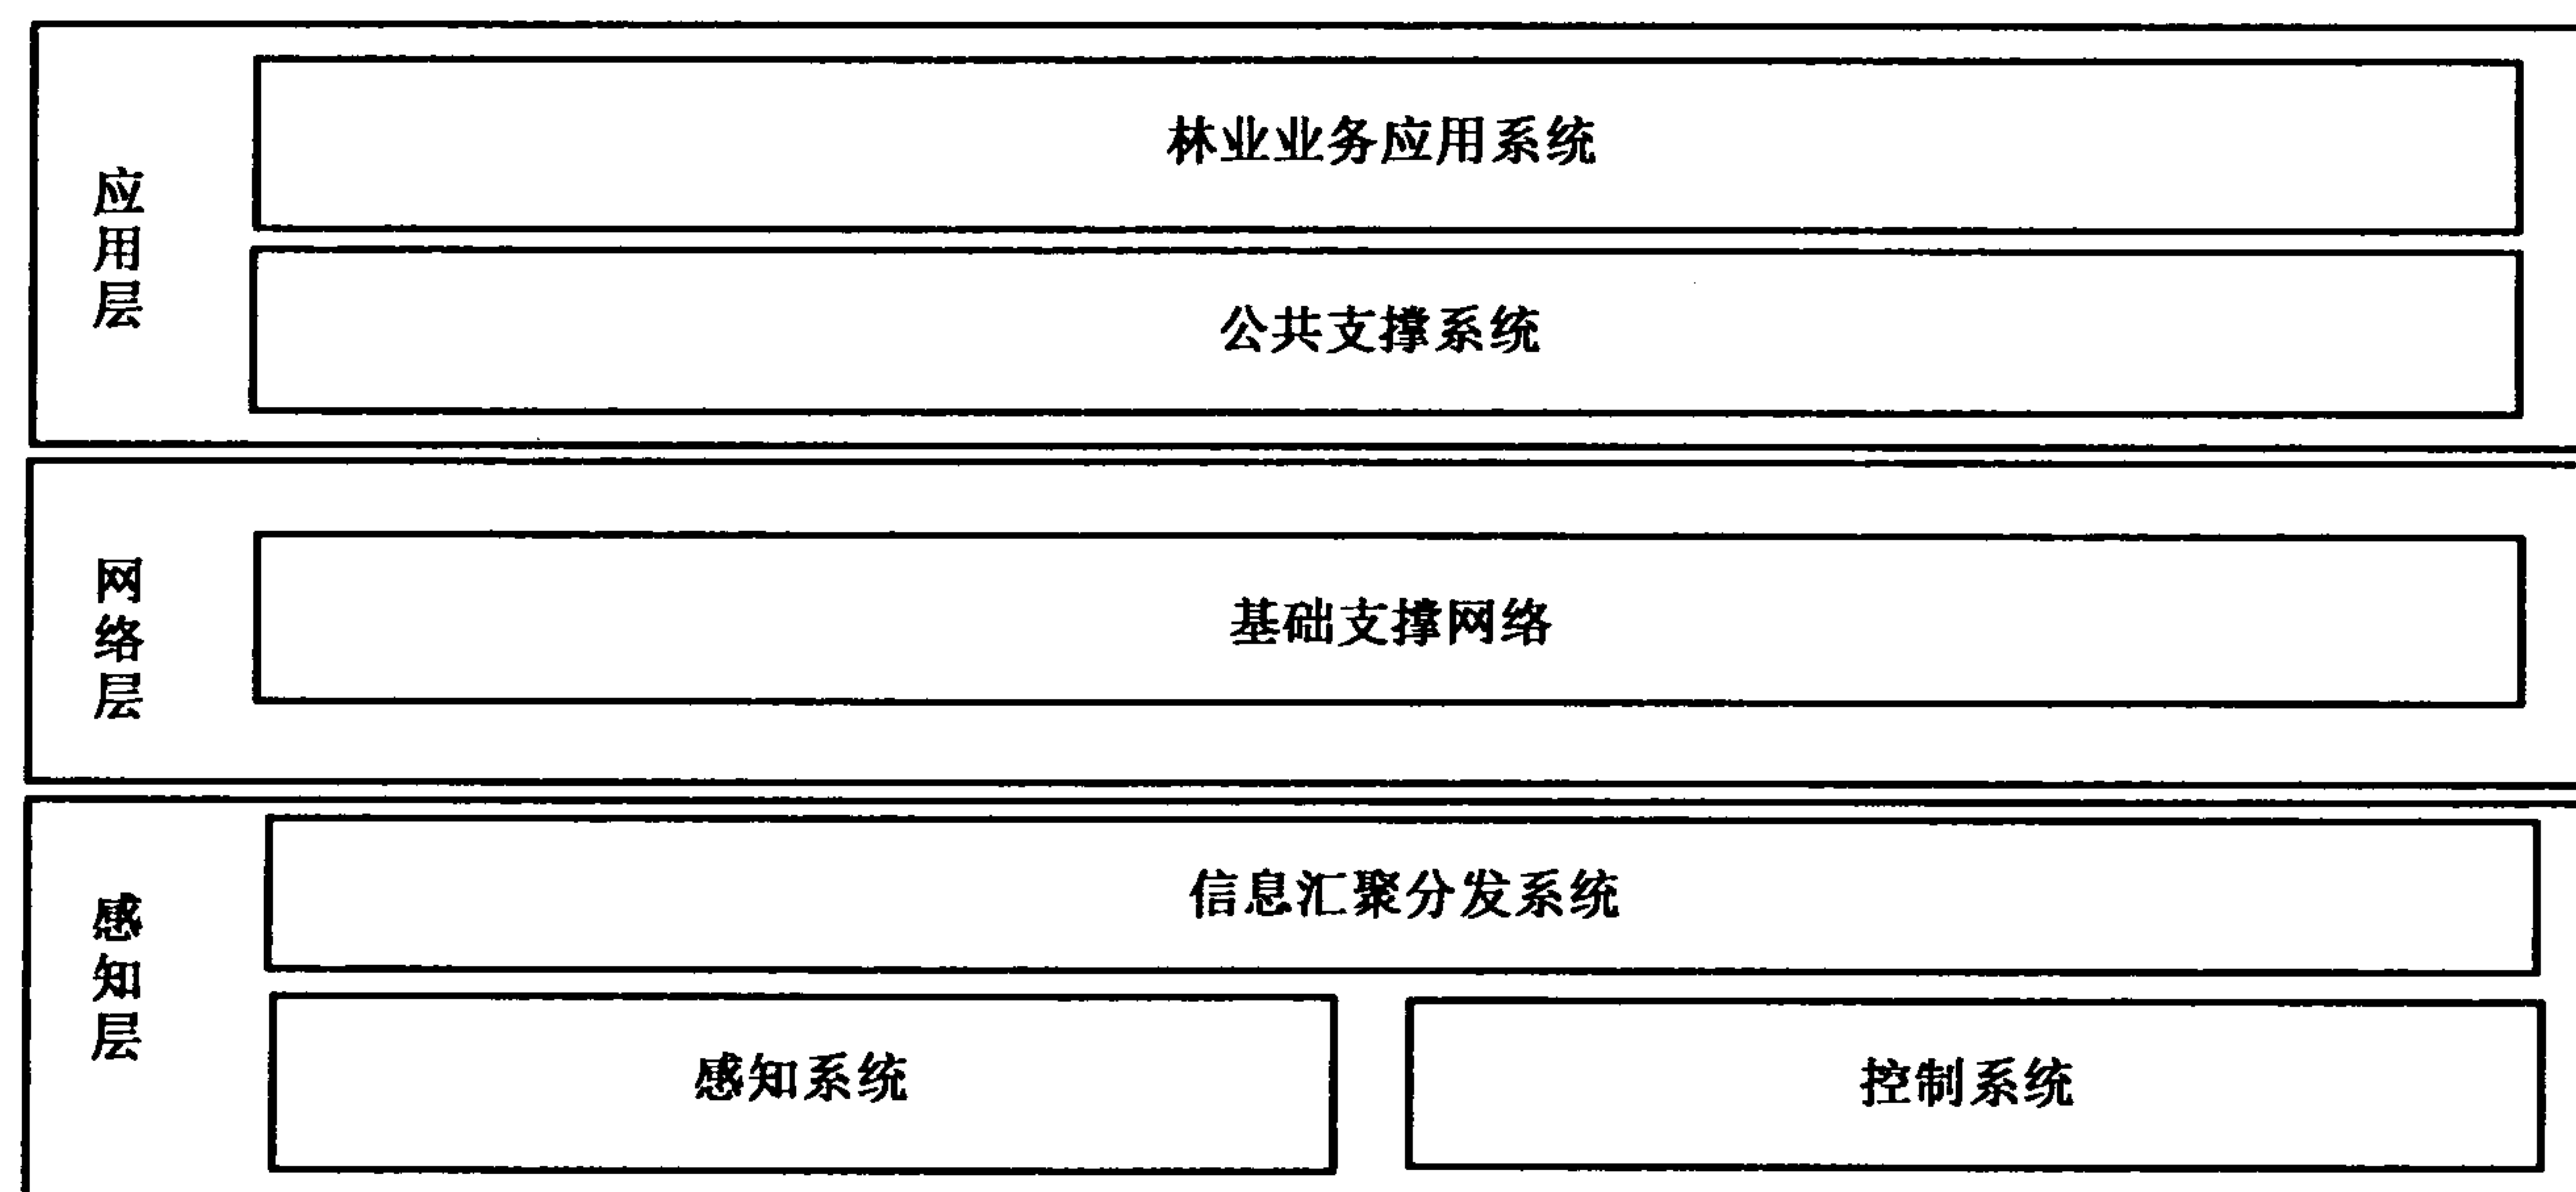 应用层
林业业务应用系统
公共支撑系统
网络层
基础支撑网络
感知层
信息汇聚分发系统
感知系统
控制系统